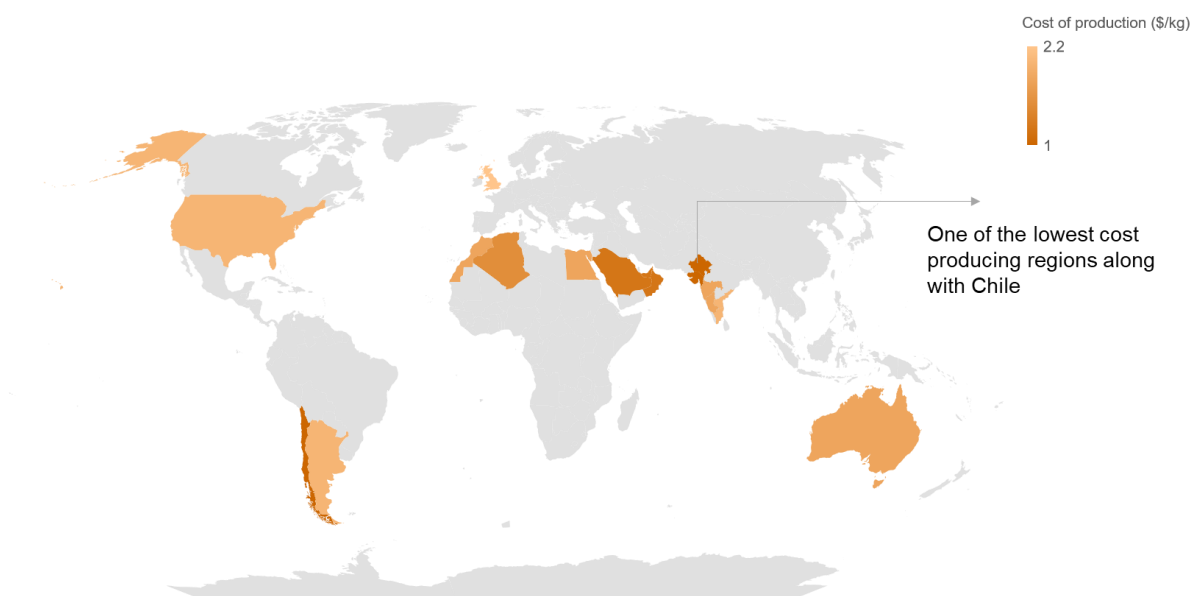 Cost of production ($/kg)
2.2
1
One of the lowest cost
producing regions along
with Chile